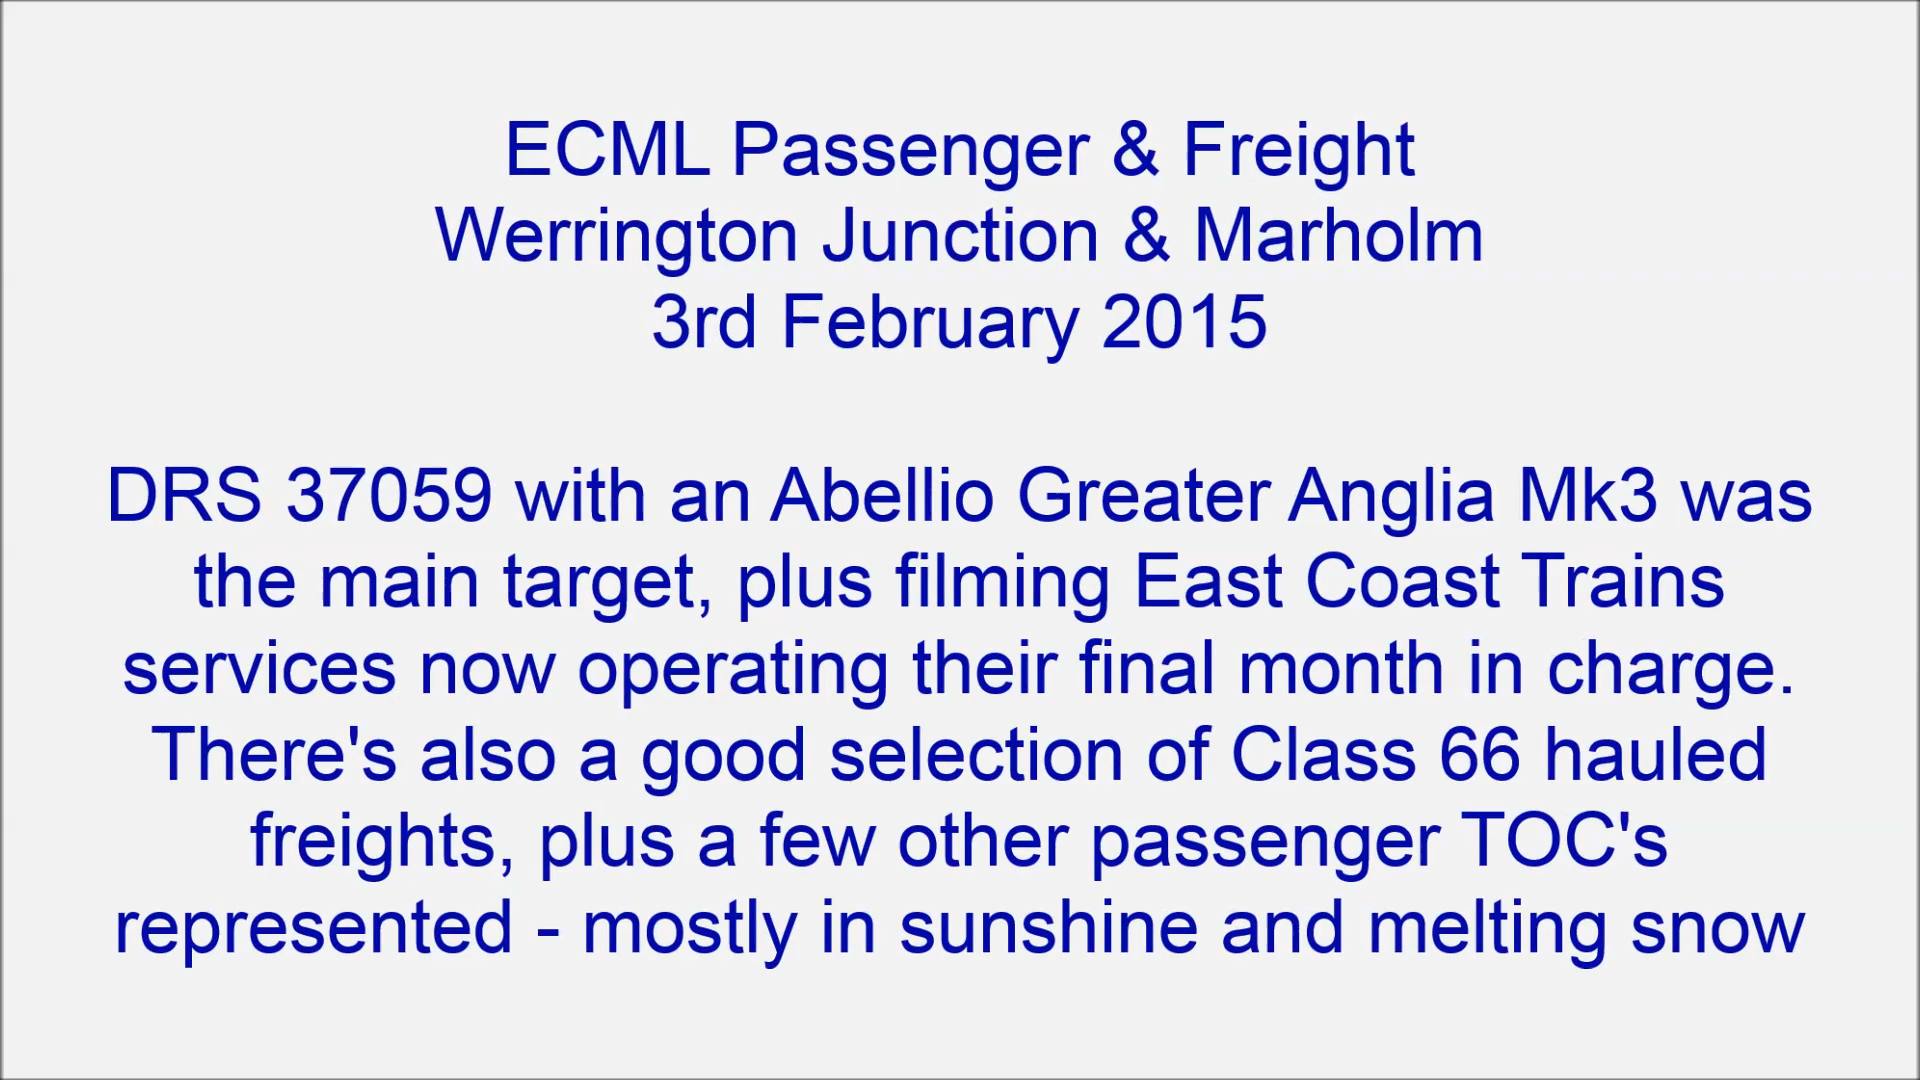 ECML Passenger & Freight
Werrington Junction & Marholm
3rd February 2015
DRS 37059 with an Abellio Greater Anglia Mk3 was
the main target, plus filming East Coast Trains
services now operating their final month in charge.
There's also a good selection of Class 66 hauled
freights, plus a few other passenger TOC's
represented - mostly in sunshine and melting snow